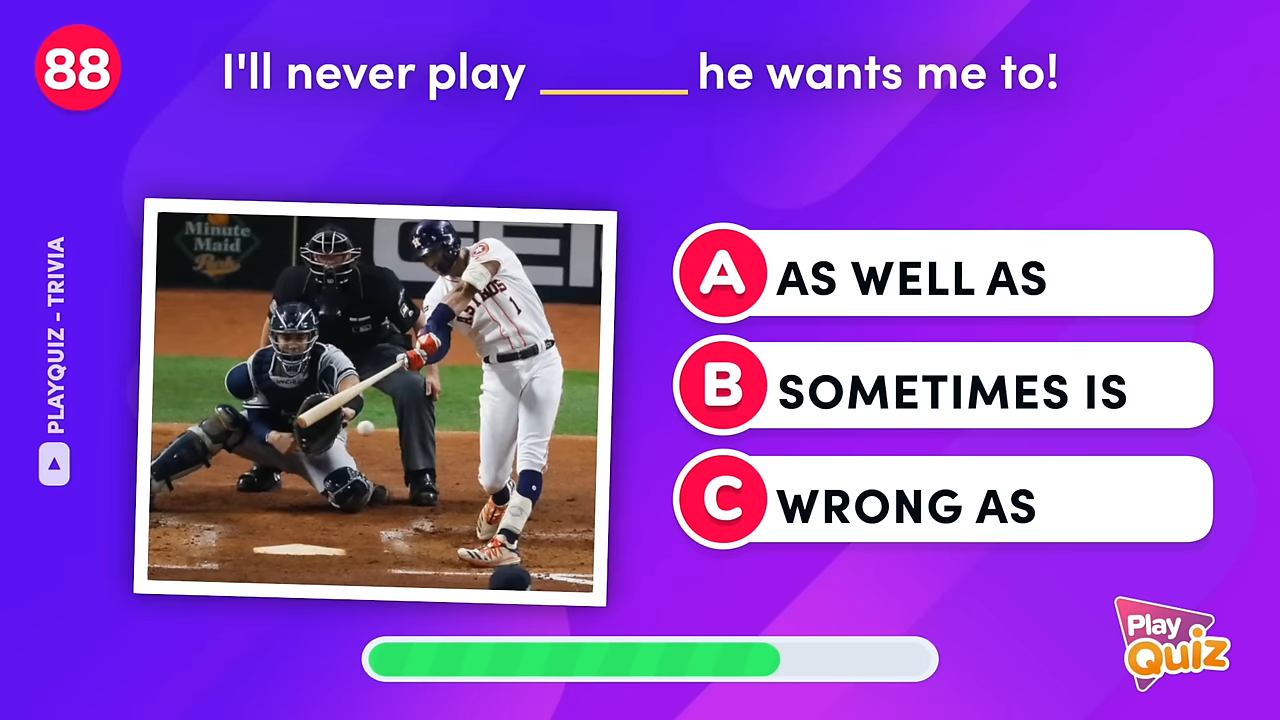 88
I'll never play ______ he wants me to!
PLAYQUIZ - TRIVIA
Minute
Maid
Park
GEI
ASTROS
1
A AS WELL AS
B SOMETIMES IS
C WRONG AS
Play
Quiz